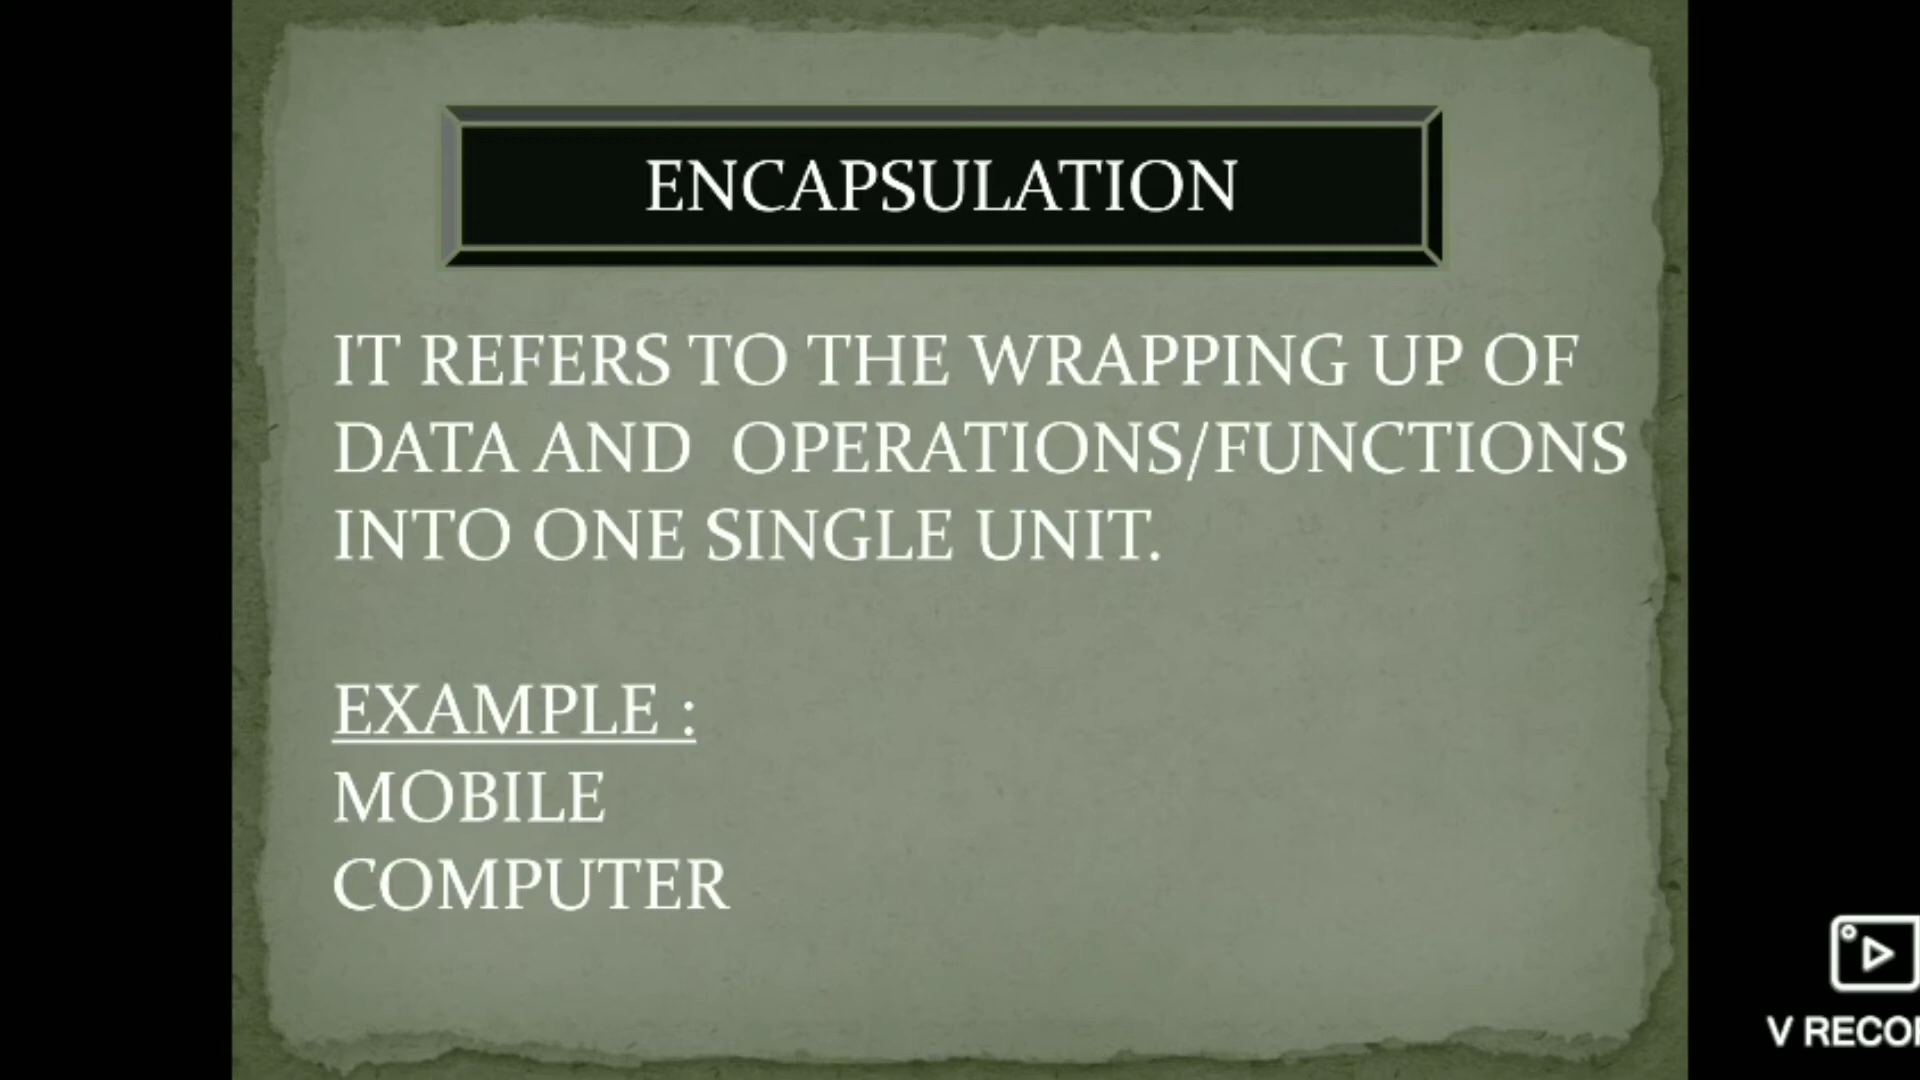 ENCAPSULATION
IT REFERS TO THE WRAPPING UP OF
DATA AND OPERATIONS/FUNCTIONS
INTO ONE SINGLE UNIT.
EXAMPLE :
MOBILE
COMPUTER
V RECO